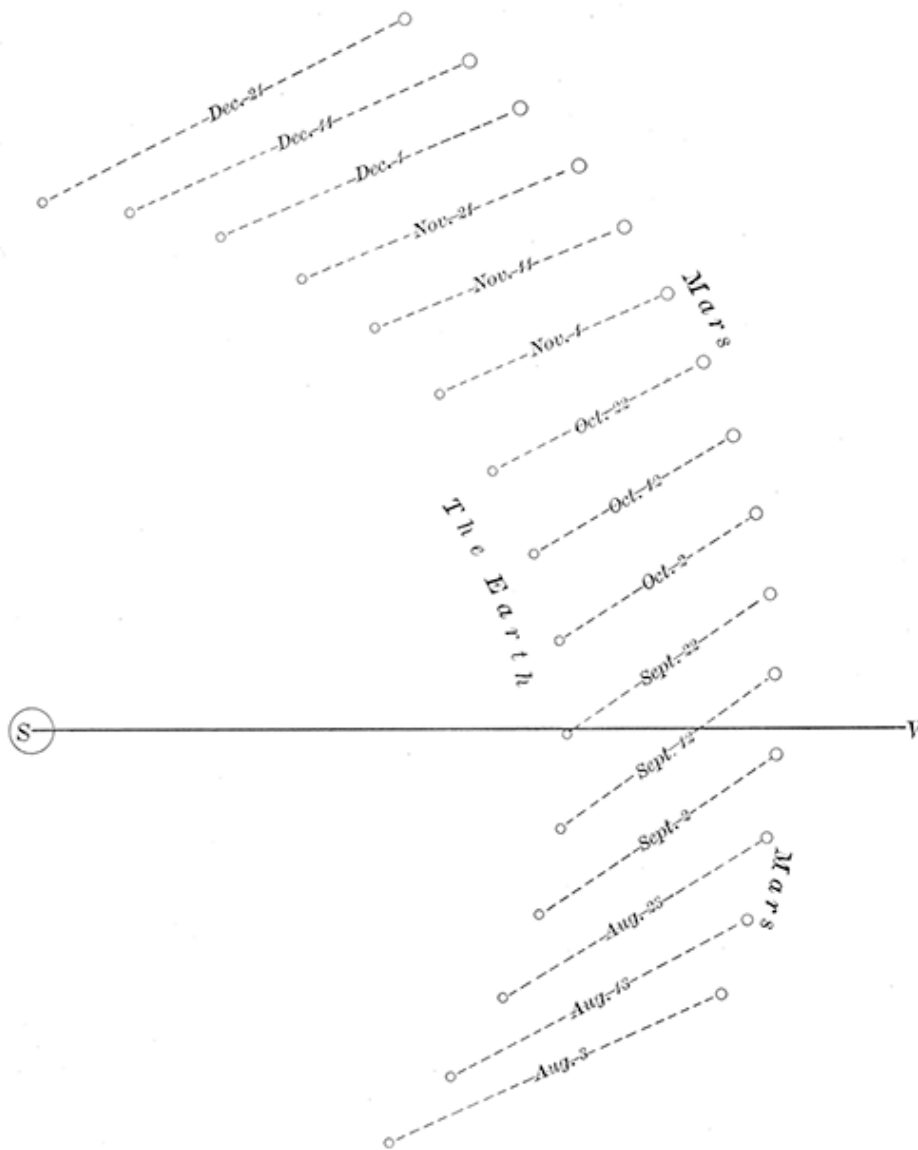 Dec. 21
Dec. 11
Dec. 1
Nov. 21
Nov. 11
Mars
Nov. 1
Oct. 22
Oct. 12
The Earth
Oct. 2
Sept. 22
S
Sept. 12
Sept. 2
Mars
Aug. 23
Aug. 13
Aug. 3